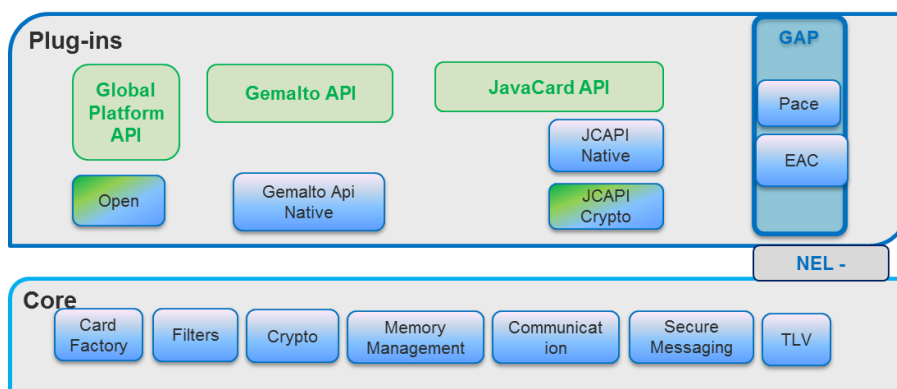 Plug-ins
GAP
Global
Platform
API
Gemalto API
JavaCard API
Pace
JCAPI
Native
EAC
Open
Gemalto Api
Native
JCAPI
Crypto
NEL -
Core
Card
Factory
Filters
Crypto
Memory
Management
Communicat
ion
Secure
Messaging
TLV